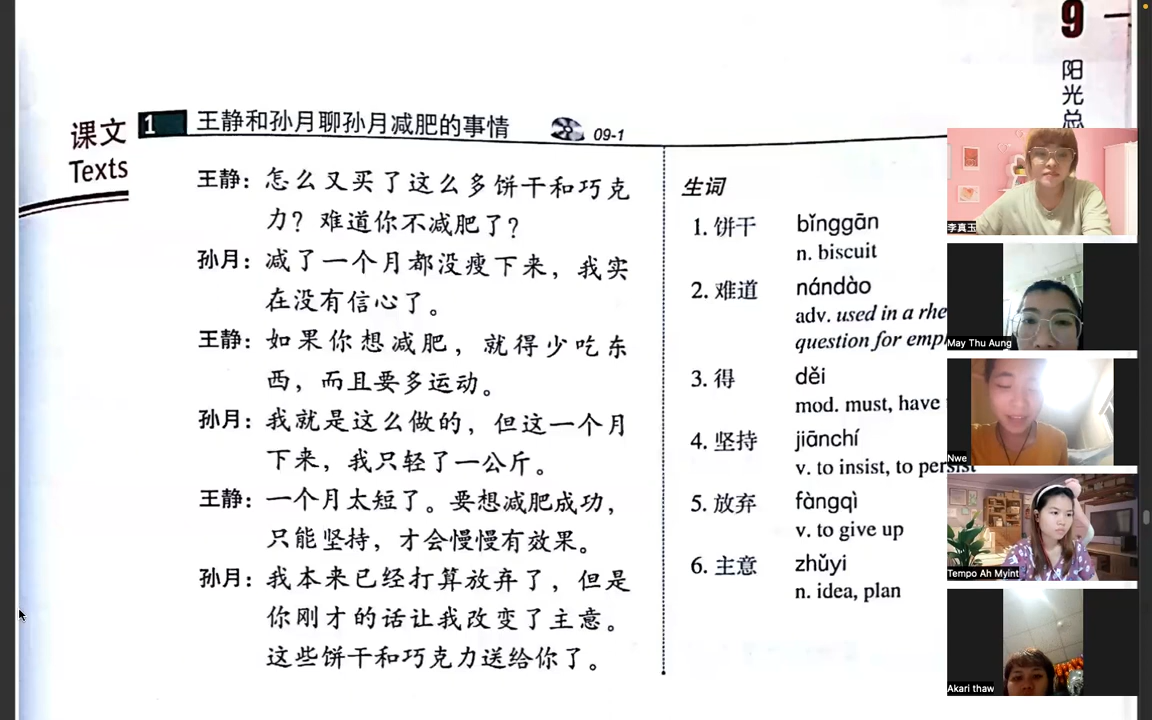 9
阳光总
课文
Texts
1 王静和孙月聊孙月减肥的事情 09-1
王静：怎么又买了这么多饼干和巧克
力？难道你不减肥了？
孙月：减了一个月都没瘦下来，我实
在没有信心了。
王静：如果你想减肥，就得少吃东
西，而且要多运动。
孙月：我就是这么做的，但这一个月
下来，我只轻了一公斤。
王静：一个月太短了。要想减肥成功，
只能坚持，才会慢慢有效果。
孙月：我本来已经打算放弃了，但是
你刚才的话让我改变了主意。
这些饼干和巧克力送给你了。
生词
1. 饼干 bǐnggān
n. biscuit
2. 难道 nándào
adv. used in a rhe
question for emp
3. 得 děi
mod. must, have
4. 坚持 jiānchí
v. to insist, to persist
5. 放弃 fàngqì
v. to give up
6. 主意 zhǔyi
n. idea, plan
李真玉
May Thu Aung
Nwe
Tempo Ah Myint
Akari thaw